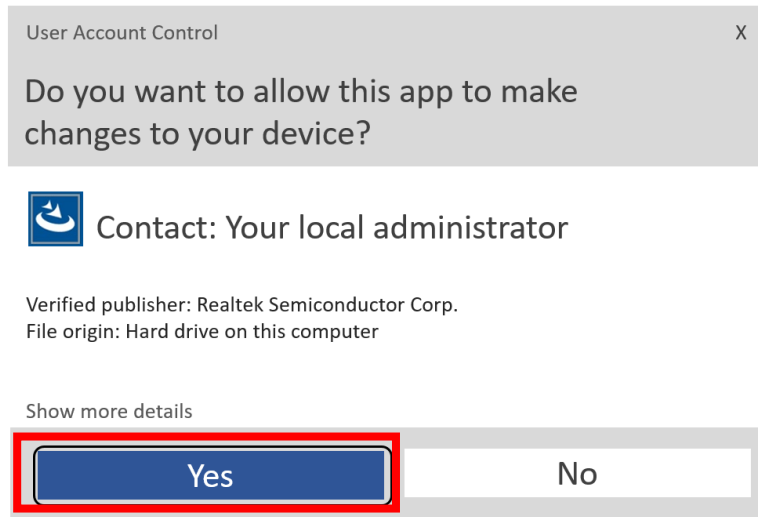 User Account Control
X
Do you want to allow this app to make
changes to your device?
Contact: Your local administrator
Verified publisher: Realtek Semiconductor Corp.
File origin: Hard drive on this computer
Show more details
Yes
No